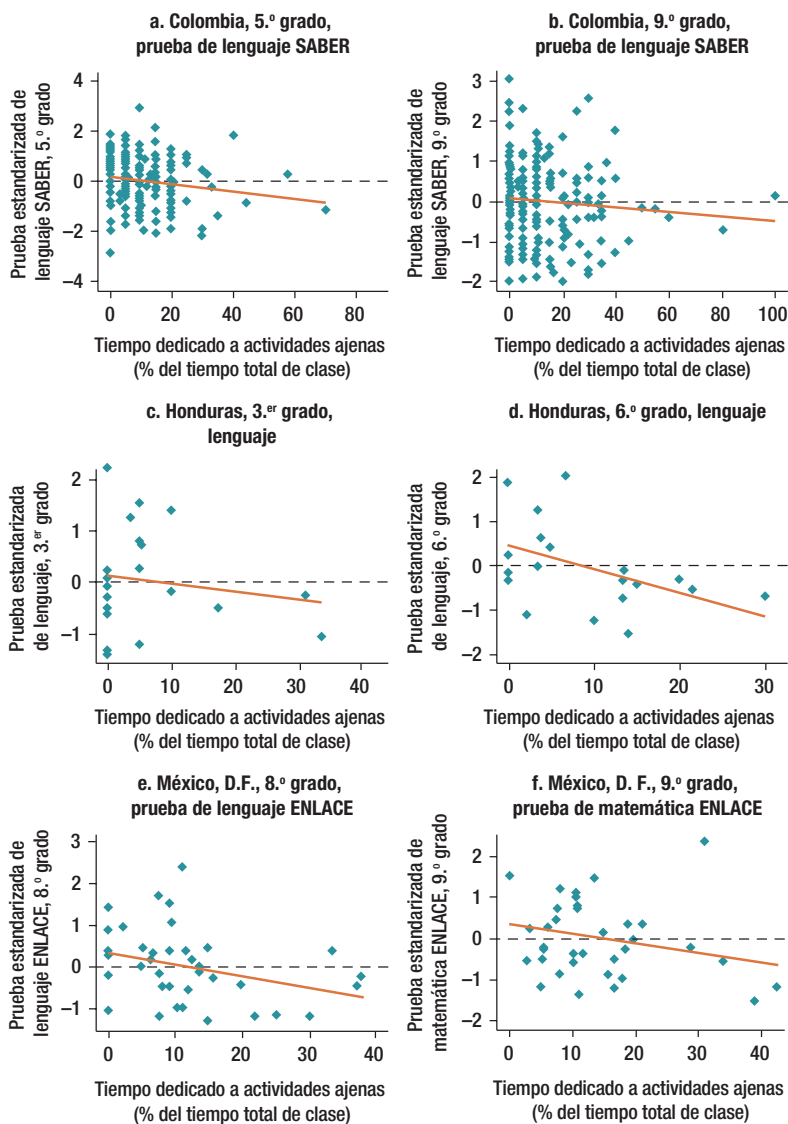 a. Colombia, 5.º grado,
prueba de lenguaje SABER
Prueba estandarizada de
lenguaje SABER, 5.º grado
4
2
0
–2
–4
0 20 40 60 80
Tiempo dedicado a actividades ajenas
(% del tiempo total de clase)
b. Colombia, 9.º grado,
prueba de lenguaje SABER
Prueba estandarizada de
lenguaje SABER, 9.º grado
3
2
1
0
–1
–2
0 20 40 60 80 100
Tiempo dedicado a actividades ajenas
(% del tiempo total de clase)
c. Honduras, 3.er grado,
lenguaje
Prueba estandarizada
de lenguaje, 3.er grado
2
1
0
–1
0 10 20 30 40
Tiempo dedicado a actividades ajenas
(% del tiempo total de clase)
d. Honduras, 6.º grado, lenguaje
Prueba estandarizada
de lenguaje, 6.º grado
2
1
0
–1
–2
0 10 20 30
Tiempo dedicado a actividades ajenas
(% del tiempo total de clase)
e. México, D.F., 8.º grado,
prueba de lenguaje ENLACE
Prueba estandarizada de
lenguaje ENLACE, 8.º grado
3
2
1
0
–1
0 10 20 30 40
Tiempo dedicado a actividades ajenas
(% del tiempo total de clase)
f. México, D. F., 9.º grado,
prueba de matemática ENLACE
Prueba estandarizada de
matemática ENLACE, 9.º grado
2
1
0
–1
–2
0 10 20 30 40
Tiempo dedicado a actividades ajenas
(% del tiempo total de clase)